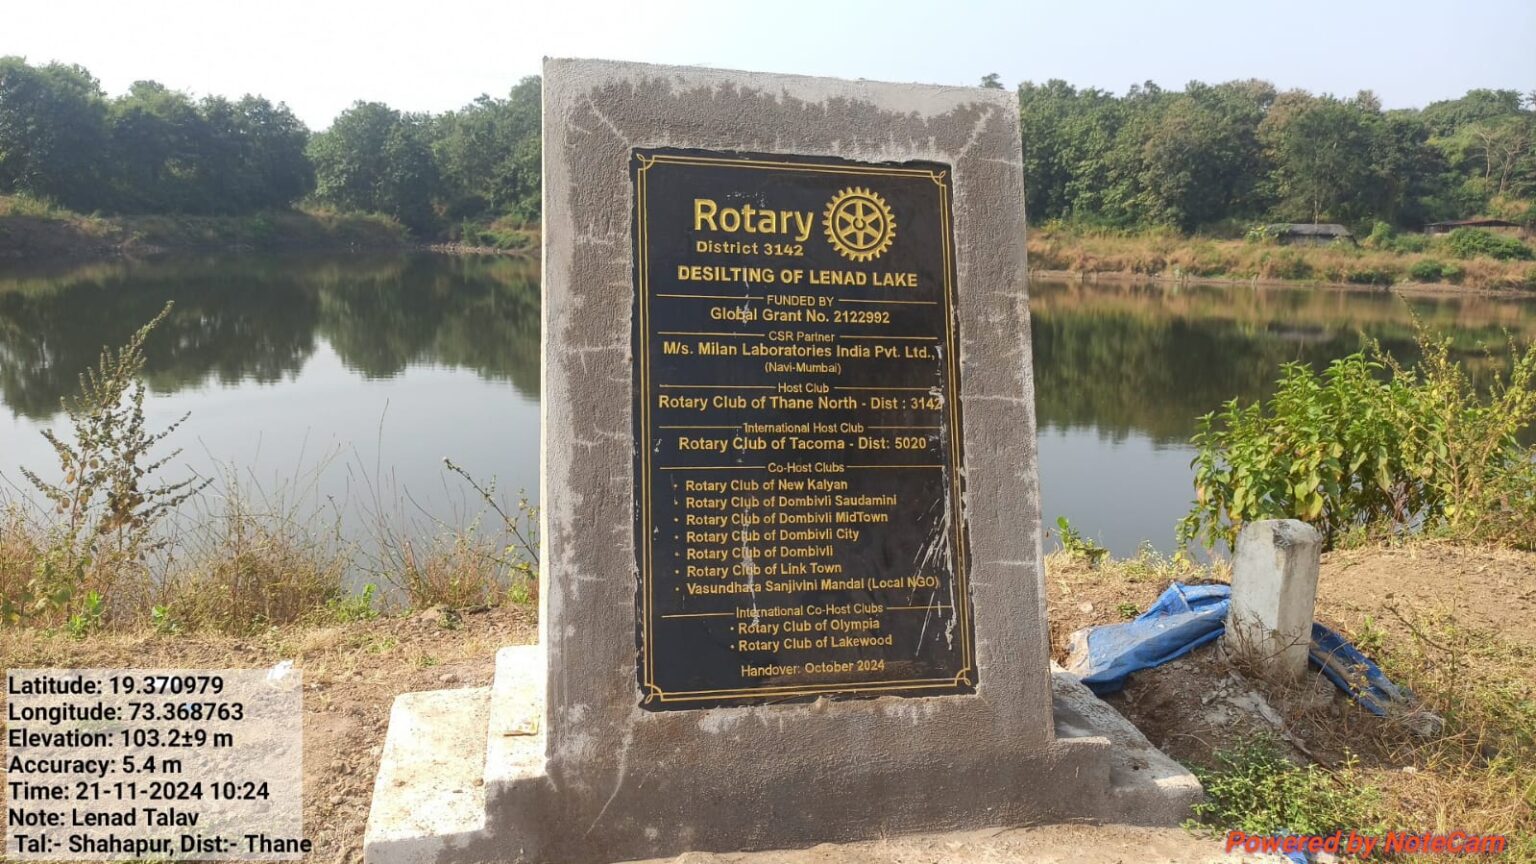 Rotary
District 3142
DESILTING OF LENAD LAKE
FUNDED BY
Global Grant No. 2122992
CSR Partner
M/s. Milan Laboratories India Pvt. Ltd.,
(Navi-Mumbai)
Host Club
Rotary Club of Thane North - Dist : 3142
International Host Club
Rotary Club of Tacoma - Dist: 5020
Co-Host Clubs
• Rotary Club of New Kalyan
• Rotary Club of Dombivli Saudamini
• Rotary Club of Dombivli MidTown
• Rotary Club of Dombivli City
• Rotary Club of Dombivli
• Rotary Club of Link Town
• Vasundhara Sanjivini Mandal (Local NGO)
International Co-Host Clubs
• Rotary Club of Olympia
• Rotary Club of Lakewood
Handover: October 2024
Latitude: 19.370979
Longitude: 73.368763
Elevation: 103.2±9 m
Accuracy: 5.4 m
Time: 21-11-2024 10:24
Note: Lenad Talav
Tal:- Shahapur, Dist:- Thane
Powered by NoteCam